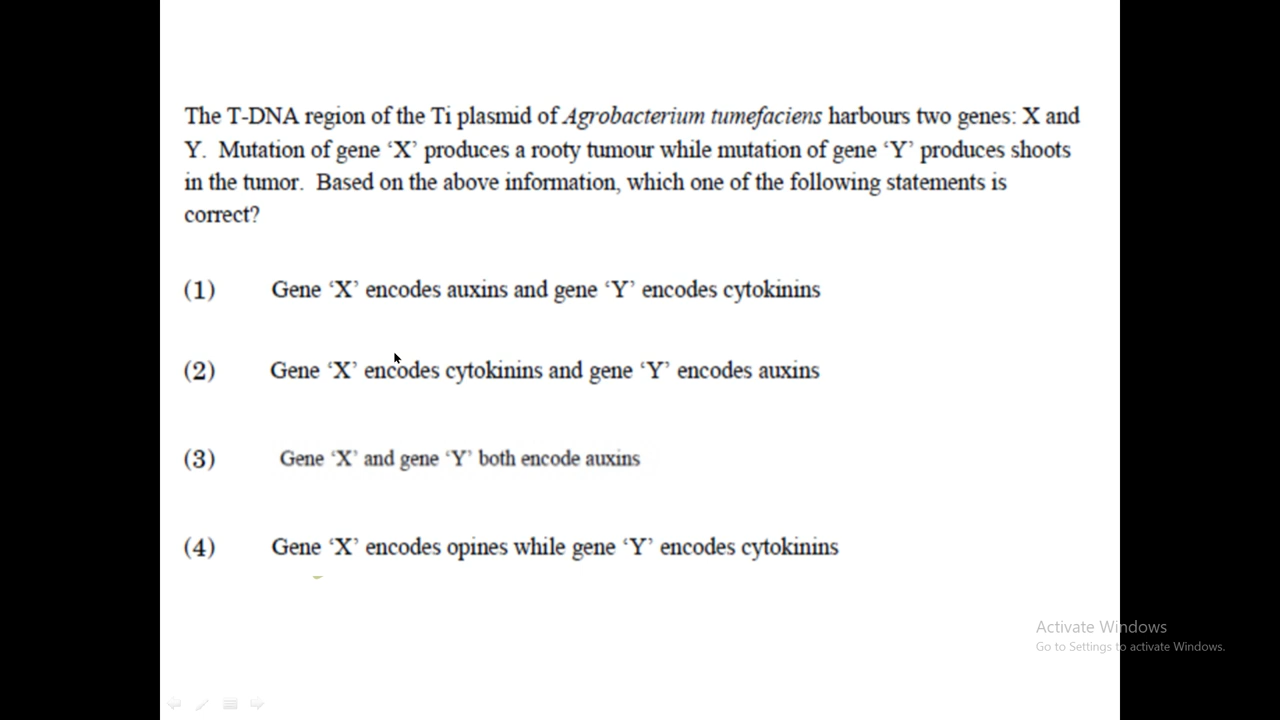 The T-DNA region of the Ti plasmid of Agrobacterium tumefaciens harbours two genes: X and
Y. Mutation of gene ‘X’ produces a rooty tumour while mutation of gene ‘Y’ produces shoots
in the tumor. Based on the above information, which one of the following statements is
correct?
(1) Gene ‘X’ encodes auxins and gene ‘Y’ encodes cytokinins
(2) Gene ‘X’ encodes cytokinins and gene ‘Y’ encodes auxins
(3) Gene ‘X’ and gene ‘Y’ both encode auxins
(4) Gene ‘X’ encodes opines while gene ‘Y’ encodes cytokinins
Activate Windows
Go to Settings to activate Windows.